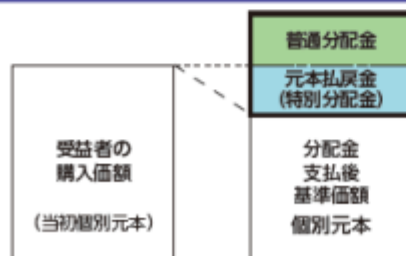 普通分配金
元本払戻金
(特別分配金)
受益者の
購入価額
(当初個別元本)
分配金
支払後
基準価額
個別元本